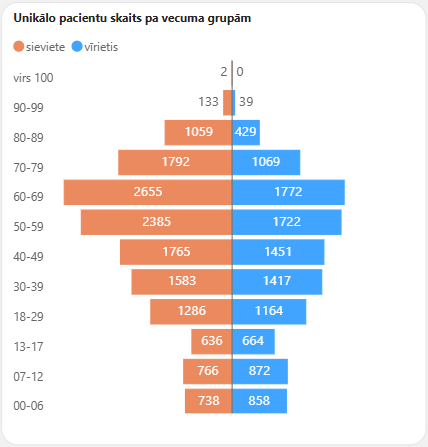 Unikālo pacientu skaits pa vecuma grupām
sieviete vīrietis
virs 100 2 0
90-99 133 39
80-89 1059 429
70-79 1792 1069
60-69 2655 1772
50-59 2385 1722
40-49 1765 1451
30-39 1583 1417
18-29 1286 1164
13-17 636 664
07-12 766 872
00-06 738 858